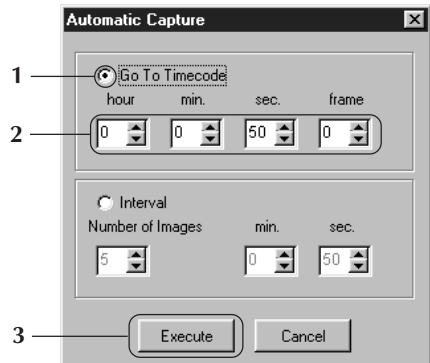 Automatic Capture
1 Go To Timecode
hour min. sec. frame
2 0 0 50 0
Interval
Number of Images min. sec.
5 0 50
3 Execute Cancel